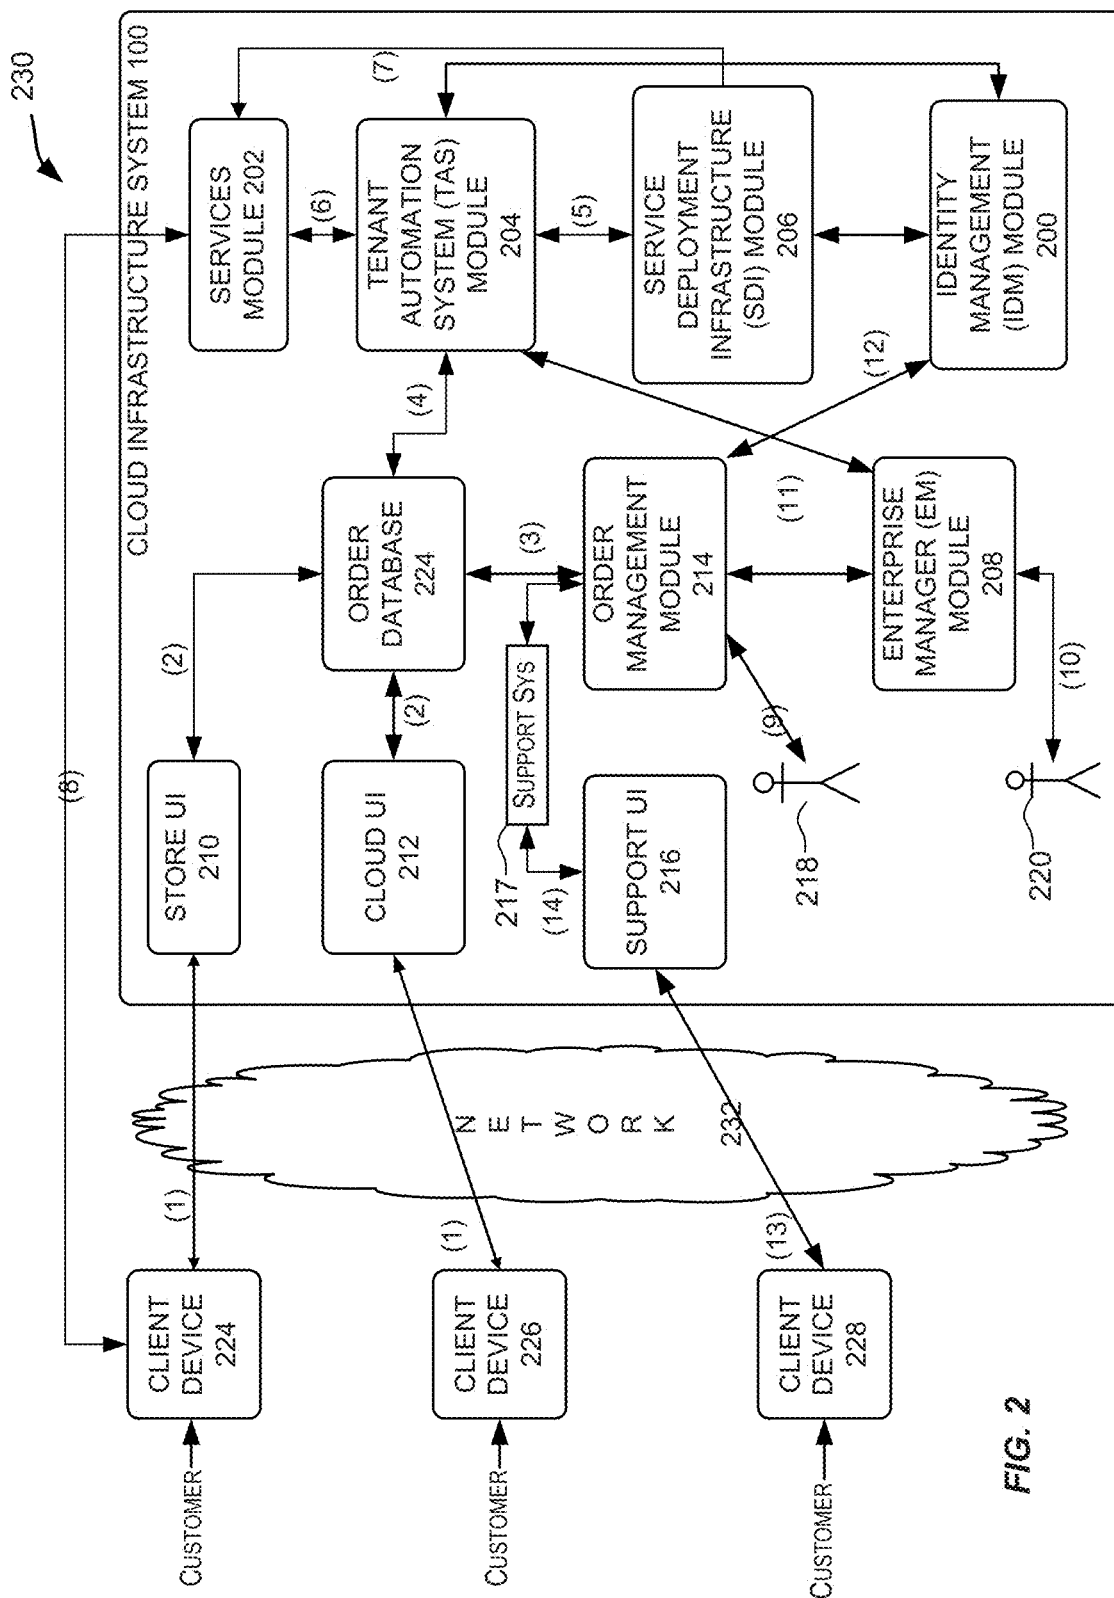 230
CLOUD INFRASTRUCTURE SYSTEM 100
(8)
CUSTOMER
CLIENT
DEVICE
224
(1)
STORE UI
210
(2)
SERVICES
MODULE 202
(7)
(6)
CUSTOMER
CLIENT
DEVICE
226
(1)
NETWORK
232
CLOUD UI
212
(2)
ORDER
DATABASE
224
(4)
TENANT
AUTOMATION
SYSTEM (TAS)
MODULE
204
(5)
217
(14)
SUPPORT SYS
(3)
CUSTOMER
CLIENT
DEVICE
228
(13)
SUPPORT UI
216
ORDER
MANAGEMENT
MODULE
214
SERVICE
DEPLOYMENT
INFRASTRUCTURE
(SDI) MODULE
206
(9)
218
(11)
(12)
220
(10)
ENTERPRISE
MANAGER (EM)
MODULE
208
IDENTITY
MANAGEMENT
(IDM) MODULE
200
FIG. 2